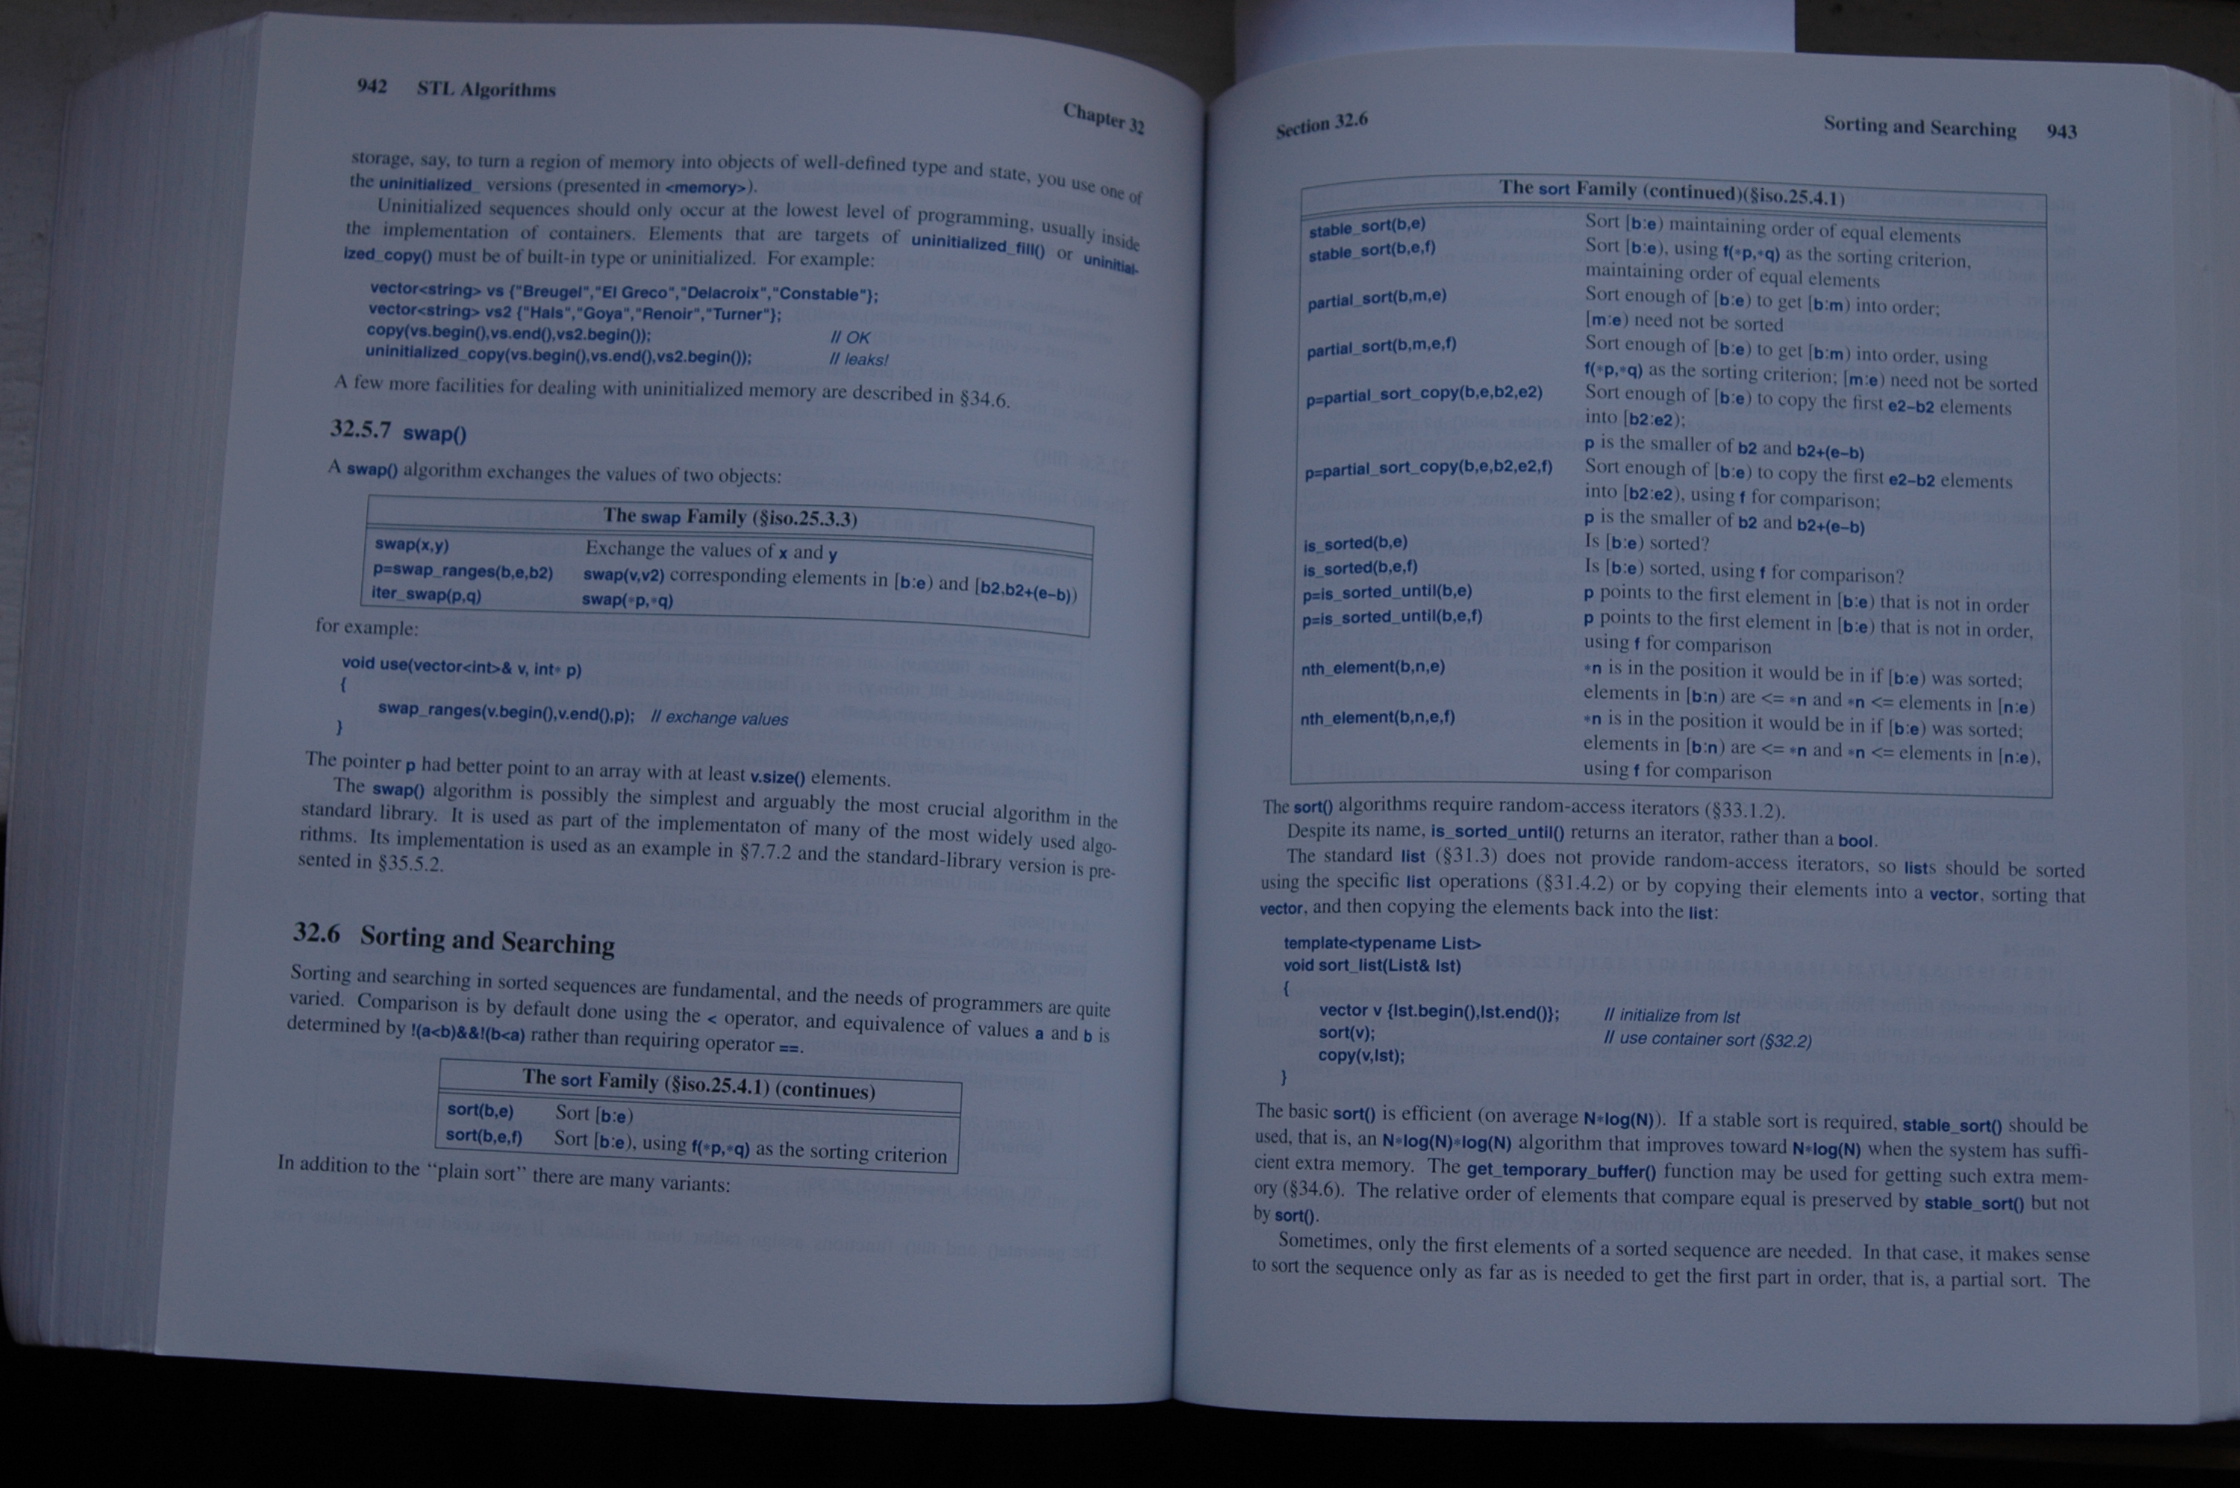 942 STL Algorithms Chapter 32
storage, say, to turn a region of memory into objects of well-defined type and state, you use one of
the uninitialized_ versions (presented in <memory>).
Uninitialized sequences should only occur at the lowest level of programming, usually inside
the implementation of containers. Elements that are targets of uninitialized_fill() or uninitial-
ized_copy() must be of built-in type or uninitialized. For example:
vector<string> vs {"Breugel","El Greco","Delacroix","Constable"};
vector<string> vs2 {"Hals","Goya","Renoir","Turner"};
copy(vs.begin(),vs.end(),vs2.begin()); // OK
uninitialized_copy(vs.begin(),vs.end(),vs2.begin()); // leaks!
A few more facilities for dealing with uninitialized memory are described in §34.6.
32.5.7 swap()
A swap() algorithm exchanges the values of two objects:
The swap Family (§iso.25.3.3)
swap(x,y) Exchange the values of x and y
p=swap_ranges(b,e,b2) swap(v,v2) corresponding elements in [b:e) and [b2,b2+(e−b))
iter_swap(p,q) swap(*p,*q)
for example:
void use(vector<int>& v, int* p)
{
swap_ranges(v.begin(),v.end(),p); // exchange values
}
The pointer p had better point to an array with at least v.size() elements.
The swap() algorithm is possibly the simplest and arguably the most crucial algorithm in the
standard library. It is used as part of the implementaton of many of the most widely used algo-
rithms. Its implementation is used as an example in §7.7.2 and the standard-library version is pre-
sented in §35.5.2.
32.6 Sorting and Searching
Sorting and searching in sorted sequences are fundamental, and the needs of programmers are quite
varied. Comparison is by default done using the < operator, and equivalence of values a and b is
determined by !(a<b)&&!(b<a) rather than requiring operator ==.
The sort Family (§iso.25.4.1) (continues)
sort(b,e) Sort [b:e)
sort(b,e,f) Sort [b:e), using f(*p,*q) as the sorting criterion
In addition to the “plain sort” there are many variants:
Section 32.6 Sorting and Searching 943
The sort Family (continued)(§iso.25.4.1)
stable_sort(b,e) Sort [b:e) maintaining order of equal elements
stable_sort(b,e,f) Sort [b:e), using f(*p,*q) as the sorting criterion,
maintaining order of equal elements
partial_sort(b,m,e) Sort enough of [b:e) to get [b:m) into order;
[m:e) need not be sorted
partial_sort(b,m,e,f) Sort enough of [b:e) to get [b:m) into order, using
f(*p,*q) as the sorting criterion; [m:e) need not be sorted
p=partial_sort_copy(b,e,b2,e2) Sort enough of [b:e) to copy the first e2−b2 elements
into [b2:e2);
p is the smaller of b2 and b2+(e−b)
p=partial_sort_copy(b,e,b2,e2,f) Sort enough of [b:e) to copy the first e2−b2 elements
into [b2:e2), using f for comparison;
p is the smaller of b2 and b2+(e−b)
is_sorted(b,e) Is [b:e) sorted?
is_sorted(b,e,f) Is [b:e) sorted, using f for comparison?
p=is_sorted_until(b,e) p points to the first element in [b:e) that is not in order
p=is_sorted_until(b,e,f) p points to the first element in [b:e) that is not in order,
using f for comparison
nth_element(b,n,e) *n is in the position it would be in if [b:e) was sorted;
elements in [b:n) are <= *n and *n <= elements in [n:e)
nth_element(b,n,e,f) *n is in the position it would be in if [b:e) was sorted;
elements in [b:n) are <= *n and *n <= elements in [n:e),
using f for comparison
The sort() algorithms require random-access iterators (§33.1.2).
Despite its name, is_sorted_until() returns an iterator, rather than a bool.
The standard list (§31.3) does not provide random-access iterators, so lists should be sorted
using the specific list operations (§31.4.2) or by copying their elements into a vector, sorting that
vector, and then copying the elements back into the list:
template<typename List>
void sort_list(List& lst)
{
vector v {lst.begin(),lst.end()}; // initialize from lst
sort(v); // use container sort (§32.2)
copy(v,lst);
}
The basic sort() is efficient (on average N*log(N)). If a stable sort is required, stable_sort() should be
used, that is, an N*log(N)*log(N) algorithm that improves toward N*log(N) when the system has suffi-
cient extra memory. The get_temporary_buffer() function may be used for getting such extra mem-
ory (§34.6). The relative order of elements that compare equal is preserved by stable_sort() but not
by sort().
Sometimes, only the first elements of a sorted sequence are needed. In that case, it makes sense
to sort the sequence only as far as is needed to get the first part in order, that is, a partial sort. The